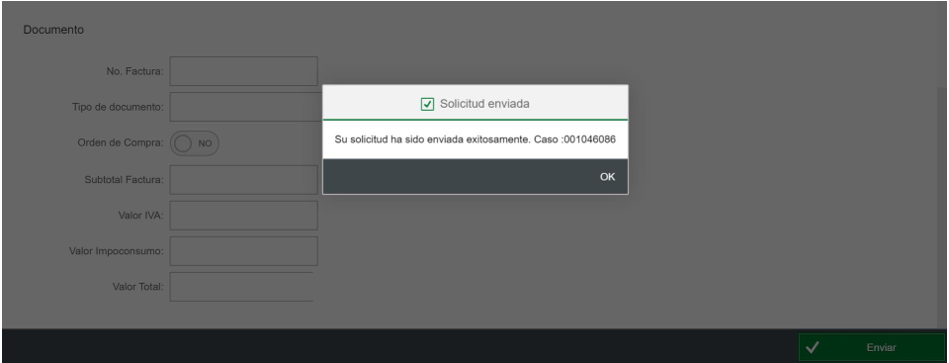 Documento
No. Factura:
Tipo de documento:
Orden de Compra: NO
Subtotal Factura:
Valor IVA:
Valor Impoconsumo:
Valor Total:
Solicitud enviada
Su solicitud ha sido enviada exitosamente. Caso :001046086
OK
Enviar